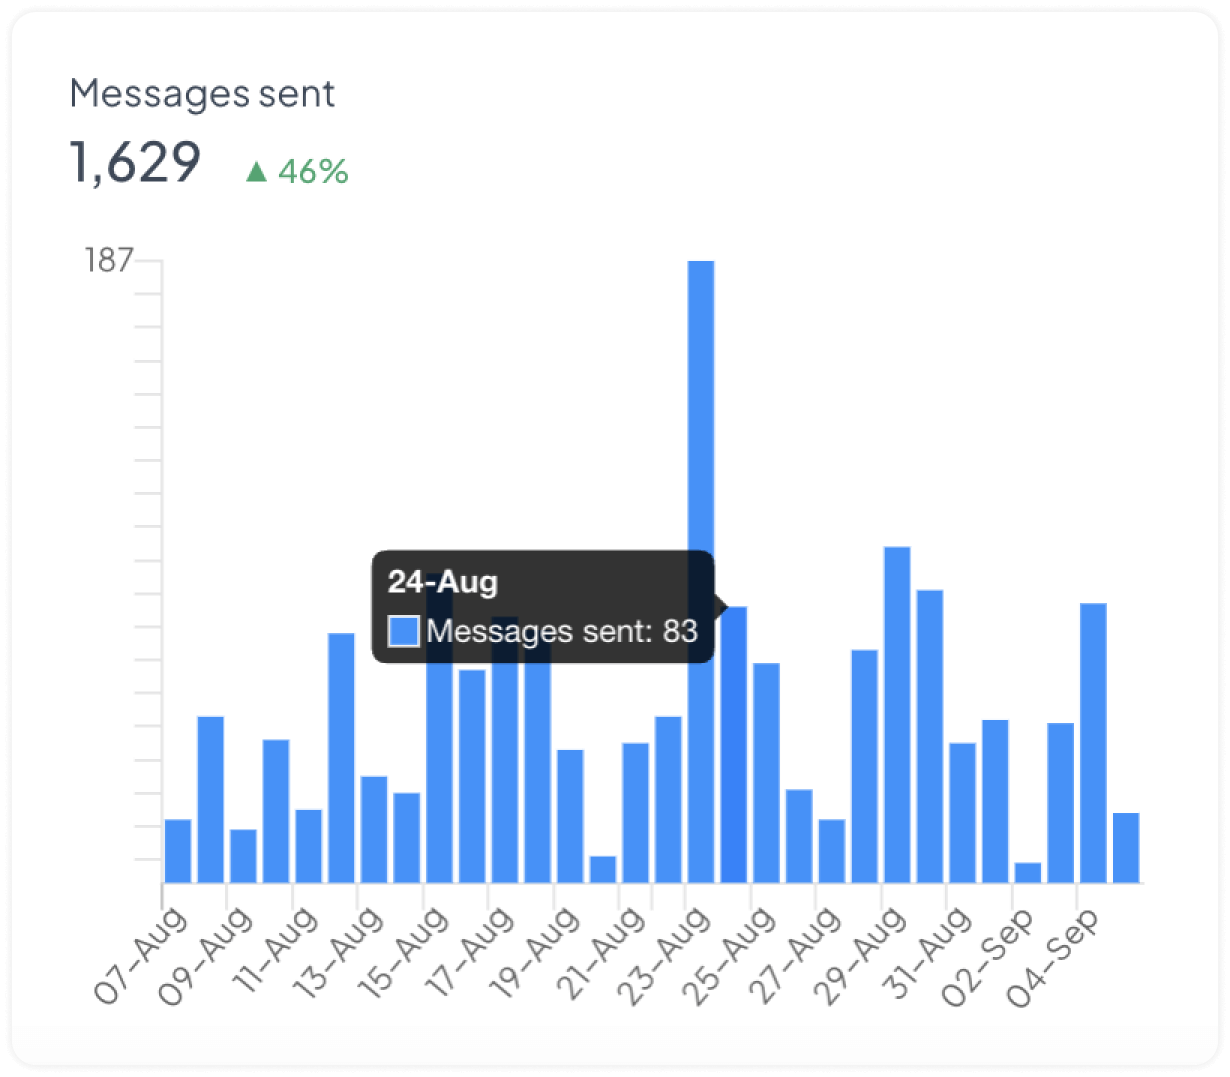 Messages sent
1,629 ▲ 46%
187
24-Aug
Messages sent: 83
07-Aug
09-Aug
11-Aug
13-Aug
15-Aug
17-Aug
19-Aug
21-Aug
23-Aug
25-Aug
27-Aug
29-Aug
31-Aug
02-Sep
04-Sep